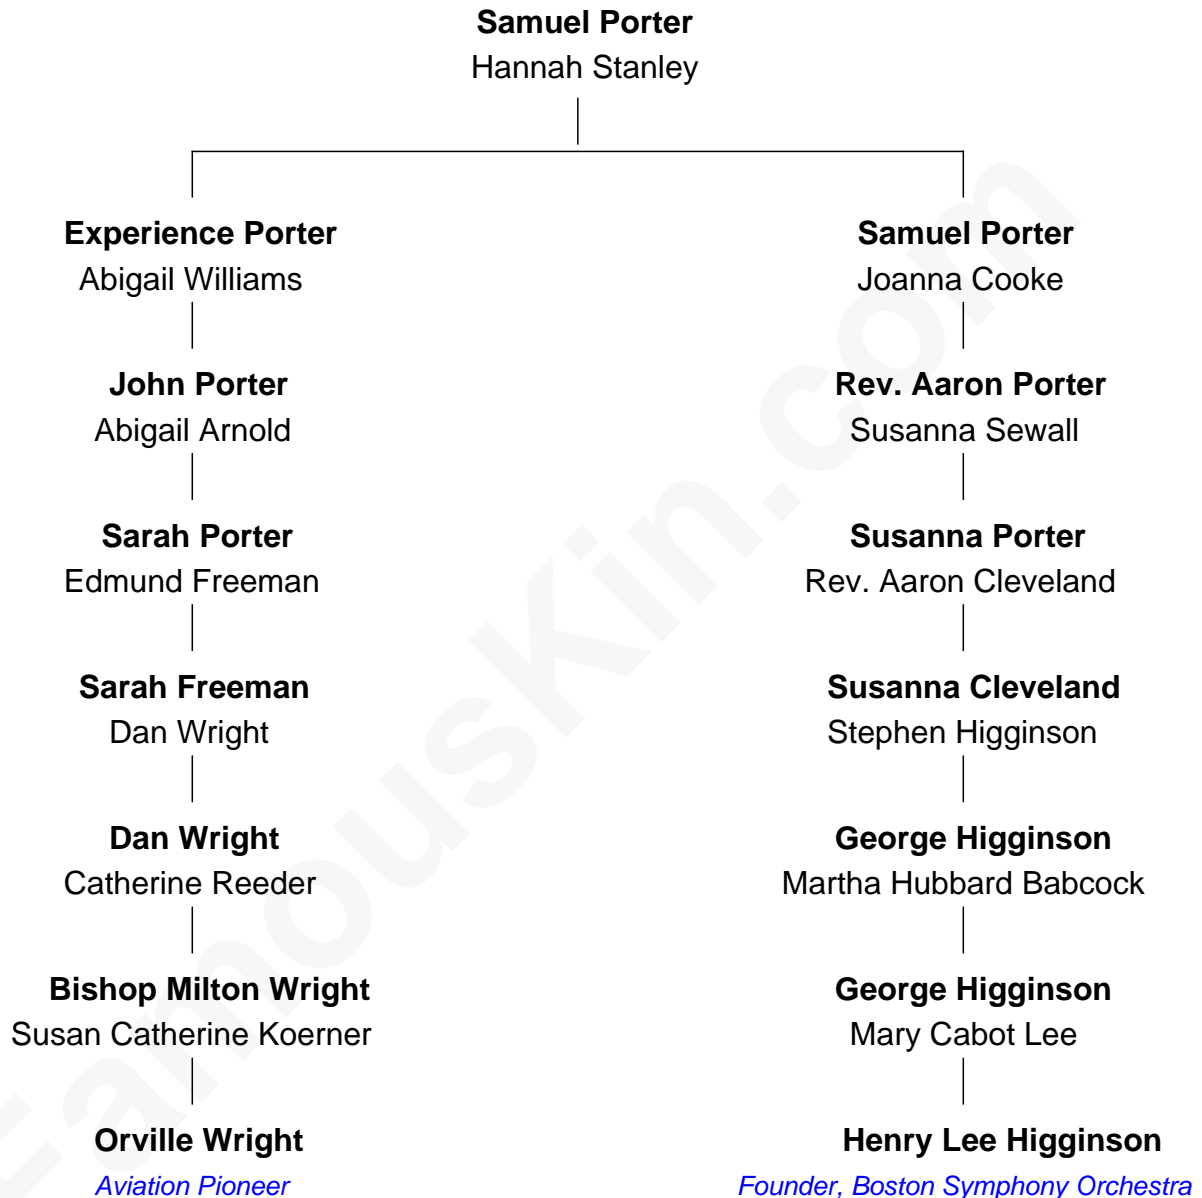 Samuel Porter
Hannah Stanley
Experience Porter
Abigail Williams
Samuel Porter
Joanna Cooke
John Porter
Abigail Arnold
Rev. Aaron Porter
Susanna Sewall
Sarah Porter
Edmund Freeman
Susanna Porter
Rev. Aaron Cleveland
Sarah Freeman
Dan Wright
Susanna Cleveland
Stephen Higginson
Dan Wright
Catherine Reeder
George Higginson
Martha Hubbard Babcock
Bishop Milton Wright
Susan Catherine Koerner
George Higginson
Mary Cabot Lee
Orville Wright
Aviation Pioneer
Henry Lee Higginson
Founder, Boston Symphony Orchestra
FamousKin.com